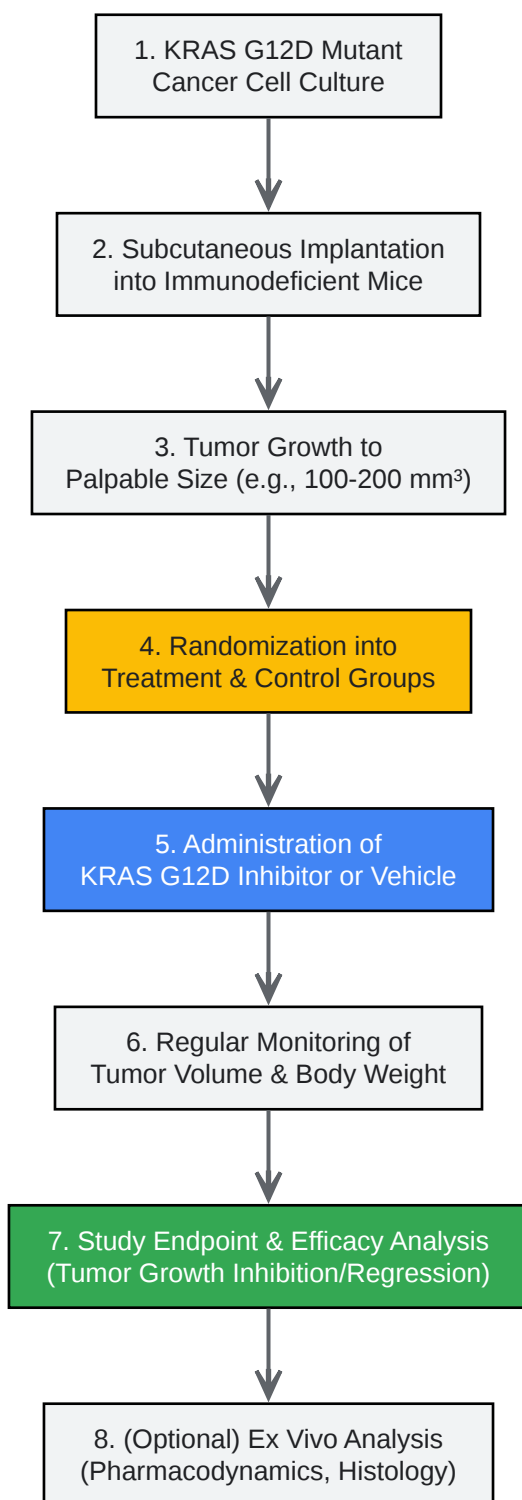 1. KRAS G12D Mutant
Cancer Cell Culture
2. Subcutaneous Implantation
into Immunodeficient Mice
3. Tumor Growth to
Palpable Size (e.g., 100-200 mm³)
4. Randomization into
Treatment & Control Groups
5. Administration of
KRAS G12D Inhibitor or Vehicle
6. Regular Monitoring of
Tumor Volume & Body Weight
7. Study Endpoint & Efficacy Analysis
(Tumor Growth Inhibition/Regression)
8. (Optional) Ex Vivo Analysis
(Pharmacodynamics, Histology)